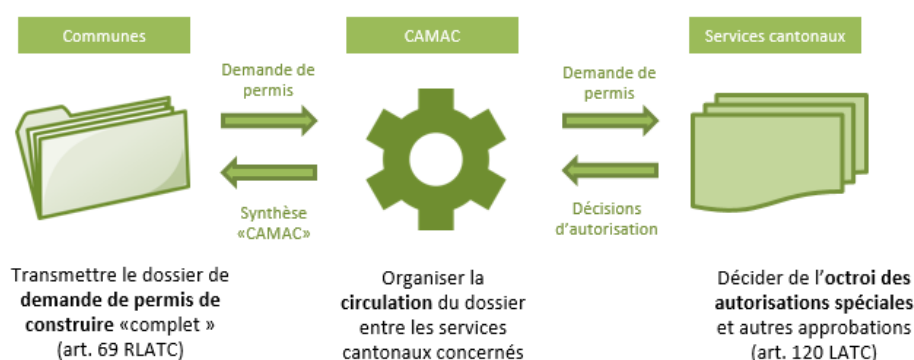 Communes
CAMAC
Services cantonaux
Demande de
permis
Demande de
permis
Synthèse
«CAMAC»
Décisions
d'autorisation
Transmettre le dossier de
demande de permis de
construire «complet »
(art. 69 RLATC)
Organiser la
circulation du dossier
entre les services
cantonaux concernés
Décider de l'octroi des
autorisations spéciales
et autres approbations
(art. 120 LATC)